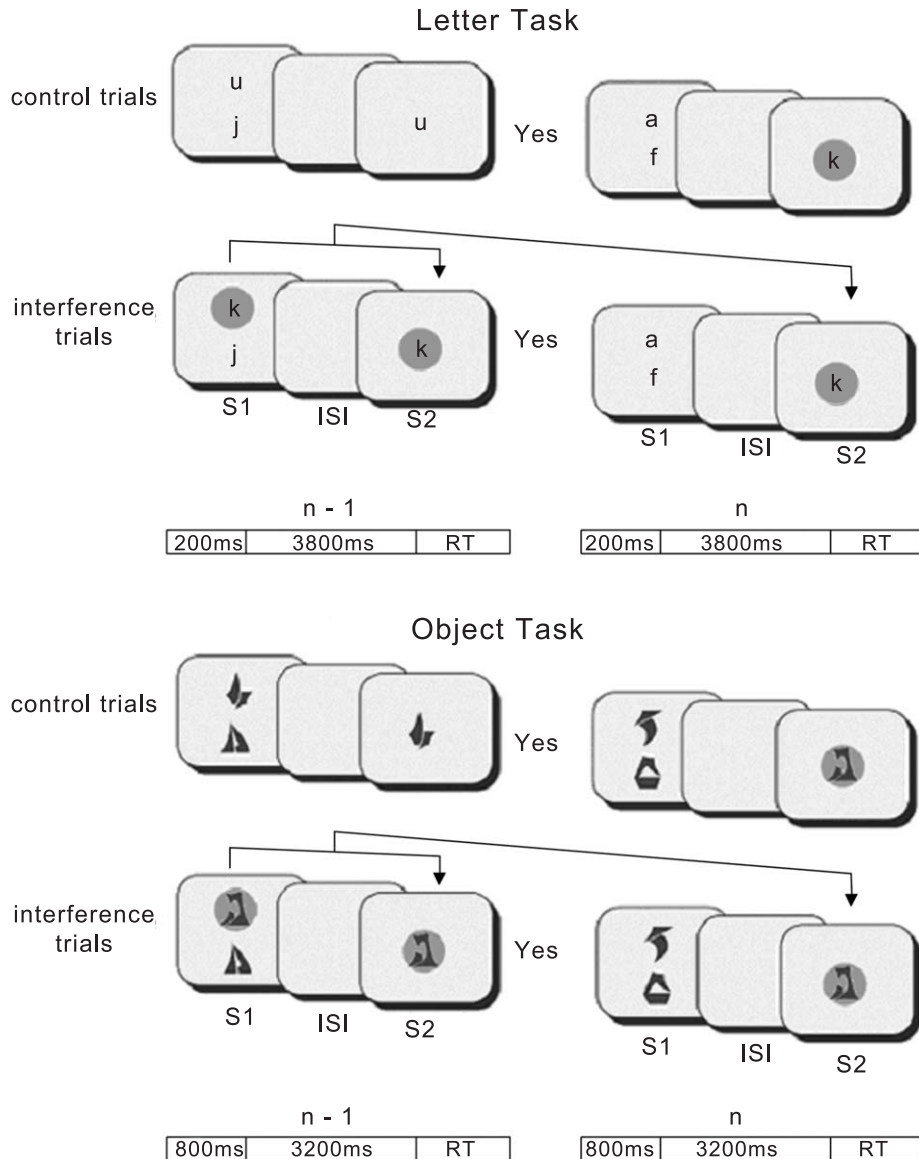 Letter Task
control trials
u
j
u
Yes
a
f
k
interference
trials
k
j
k
Yes
a
f
k
S1
ISI
S2
S1
ISI
S2
n - 1
n
200ms
3800ms
RT
200ms
3800ms
RT
Object Task
control trials
Yes
interference
trials
Yes
S1
ISI
S2
S1
ISI
S2
n - 1
n
800ms
3200ms
RT
800ms
3200ms
RT